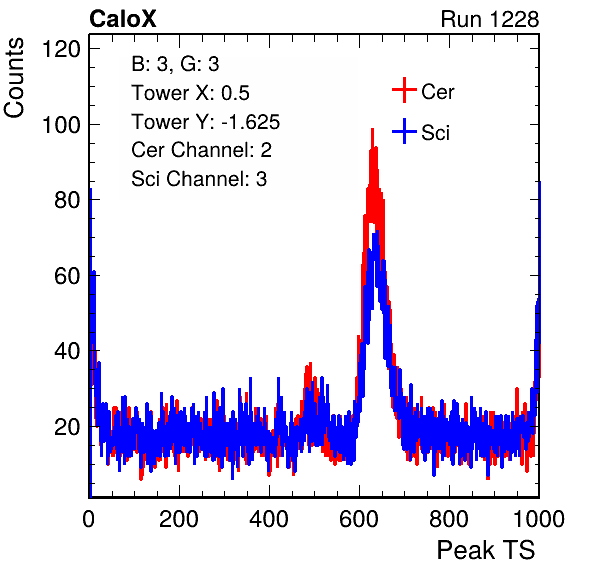 CaloX Run 1228
Counts
B: 3, G: 3
Tower X: 0.5
Tower Y: -1.625
Cer Channel: 2
Sci Channel: 3
Cer
Sci
120
100
80
60
40
20
0 200 400 600 800 1000
Peak TS